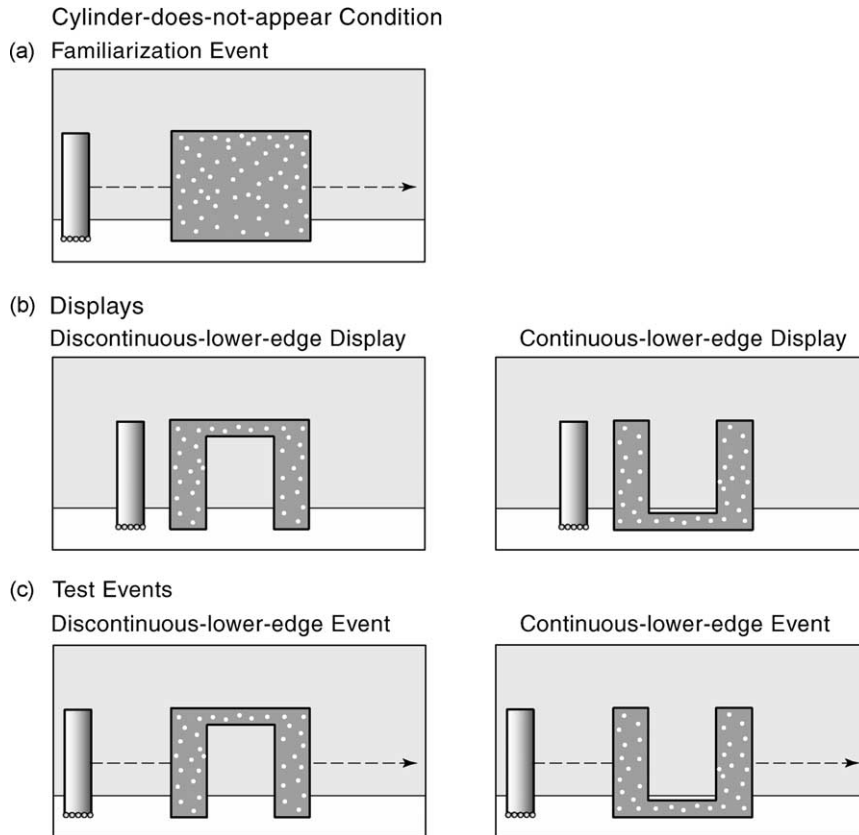 Cylinder-does-not-appear Condition
(a) Familiarization Event
(b) Displays
Discontinuous-lower-edge Display
Continuous-lower-edge Display
(c) Test Events
Discontinuous-lower-edge Event
Continuous-lower-edge Event